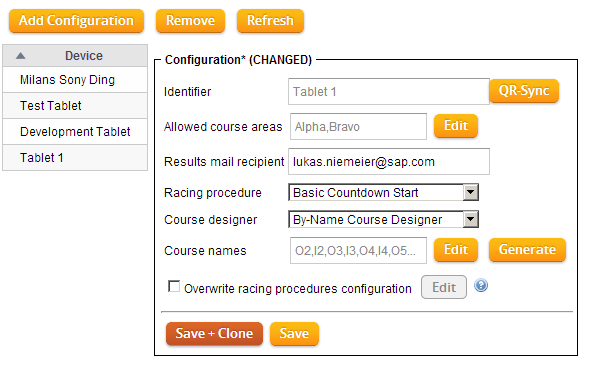 Add Configuration Remove Refresh
Device
Milans Sony Ding
Test Tablet
Development Tablet
Tablet 1
Configuration* (CHANGED)
Identifier Tablet 1 QR-Sync
Allowed course areas Alpha,Bravo Edit
Results mail recipient lukas.niemeier@sap.com
Racing procedure Basic Countdown Start
Course designer By-Name Course Designer
Course names O2,I2,O3,I3,O4,I4,O5... Edit Generate
Overwrite racing procedures configuration Edit ?
Save + Clone Save